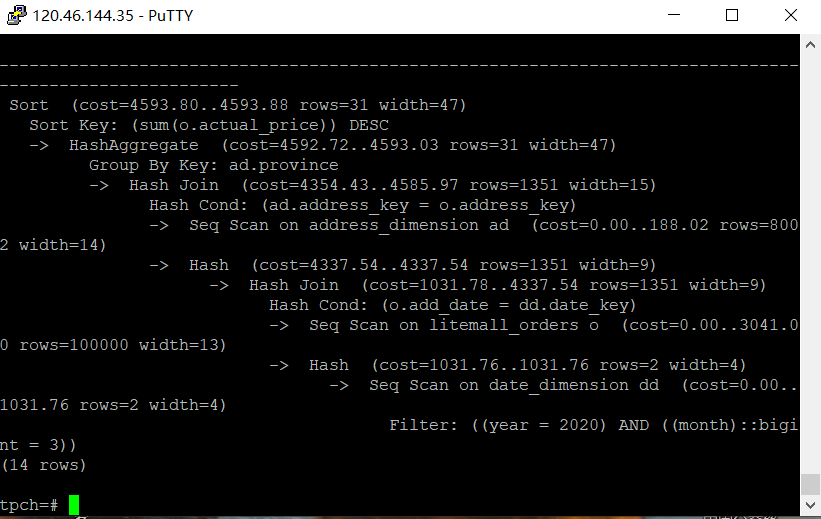 120.46.144.35 - PuTTY
--------------------------------------------------------------------------------
------------------------
Sort  (cost=4593.80..4593.88 rows=31 width=47)
Sort Key: (sum(o.actual_price)) DESC
->  HashAggregate  (cost=4592.72..4593.03 rows=31 width=47)
Group By Key: ad.province
->  Hash Join  (cost=4354.43..4585.97 rows=1351 width=15)
Hash Cond: (ad.address_key = o.address_key)
->  Seq Scan on address_dimension ad  (cost=0.00..188.02 rows=800
2 width=14)
->  Hash  (cost=4337.54..4337.54 rows=1351 width=9)
->  Hash Join  (cost=1031.78..4337.54 rows=1351 width=9)
Hash Cond: (o.add_date = dd.date_key)
->  Seq Scan on litemall_orders o  (cost=0.00..3041.0
0 rows=100000 width=13)
->  Hash  (cost=1031.76..1031.76 rows=2 width=4)
->  Seq Scan on date_dimension dd  (cost=0.00..
1031.76 rows=2 width=4)
Filter: ((year = 2020) AND ((month)::bigi
nt = 3))
(14 rows)
tpch=#